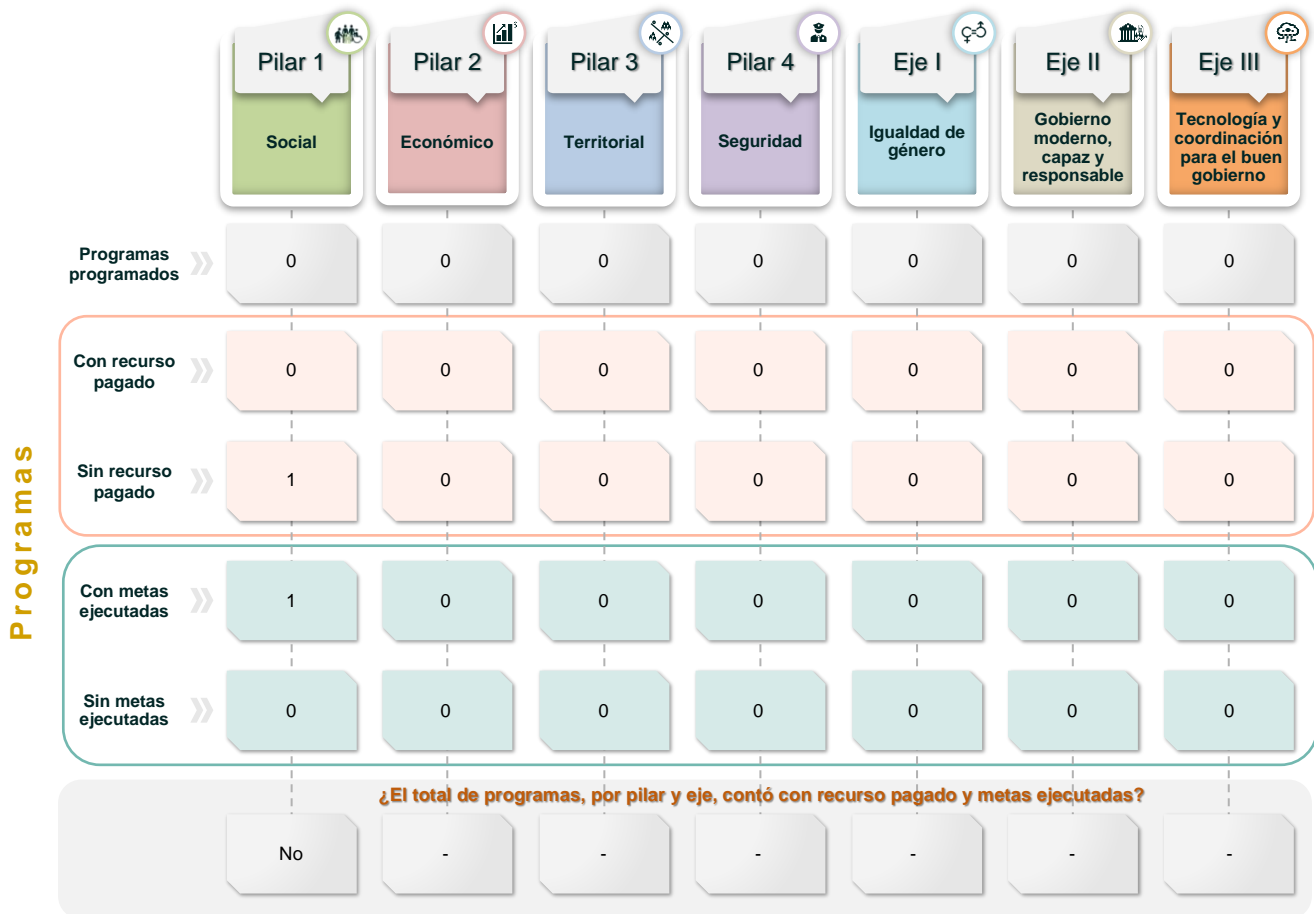 Pilar 1
Pilar 2
Pilar 3
Pilar 4
Eje I
Eje II
Eje III
Social
Económico
Territorial
Seguridad
Igualdad de
género
Gobierno
moderno,
capaz y
responsable
Tecnología y
coordinación
para el buen
gobierno
Programas
Programas
programados
0 0 0 0 0 0 0
Con recurso
pagado
0 0 0 0 0 0 0
Sin recurso
pagado
1 0 0 0 0 0 0
Con metas
ejecutadas
1 0 0 0 0 0 0
Sin metas
ejecutadas
0 0 0 0 0 0 0
¿El total de programas, por pilar y eje, contó con recurso pagado y metas ejecutadas?
No - - - - - -